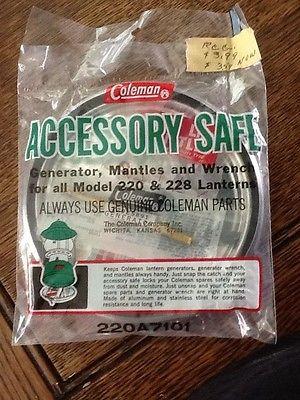 Coleman
ACCESSORY SAFE
Generator, Mantles and Wrench
for all Model 220 & 228 Lanterns
ALWAYS USE GENUINE COLEMAN PARTS
The Coleman Company Inc.
WICHITA, KANSAS 67201
Keeps Coleman lantern generators, generator wrench,
and mantles always handy. Just snap the catch and your
accessory safe locks your Coleman spares safely away
from dust and moisture. Just unsnap and your Coleman
spare parts and generator wrench are right at hand.
Made of aluminum and stainless steel for corrosion
resistance and long life.
220A7101